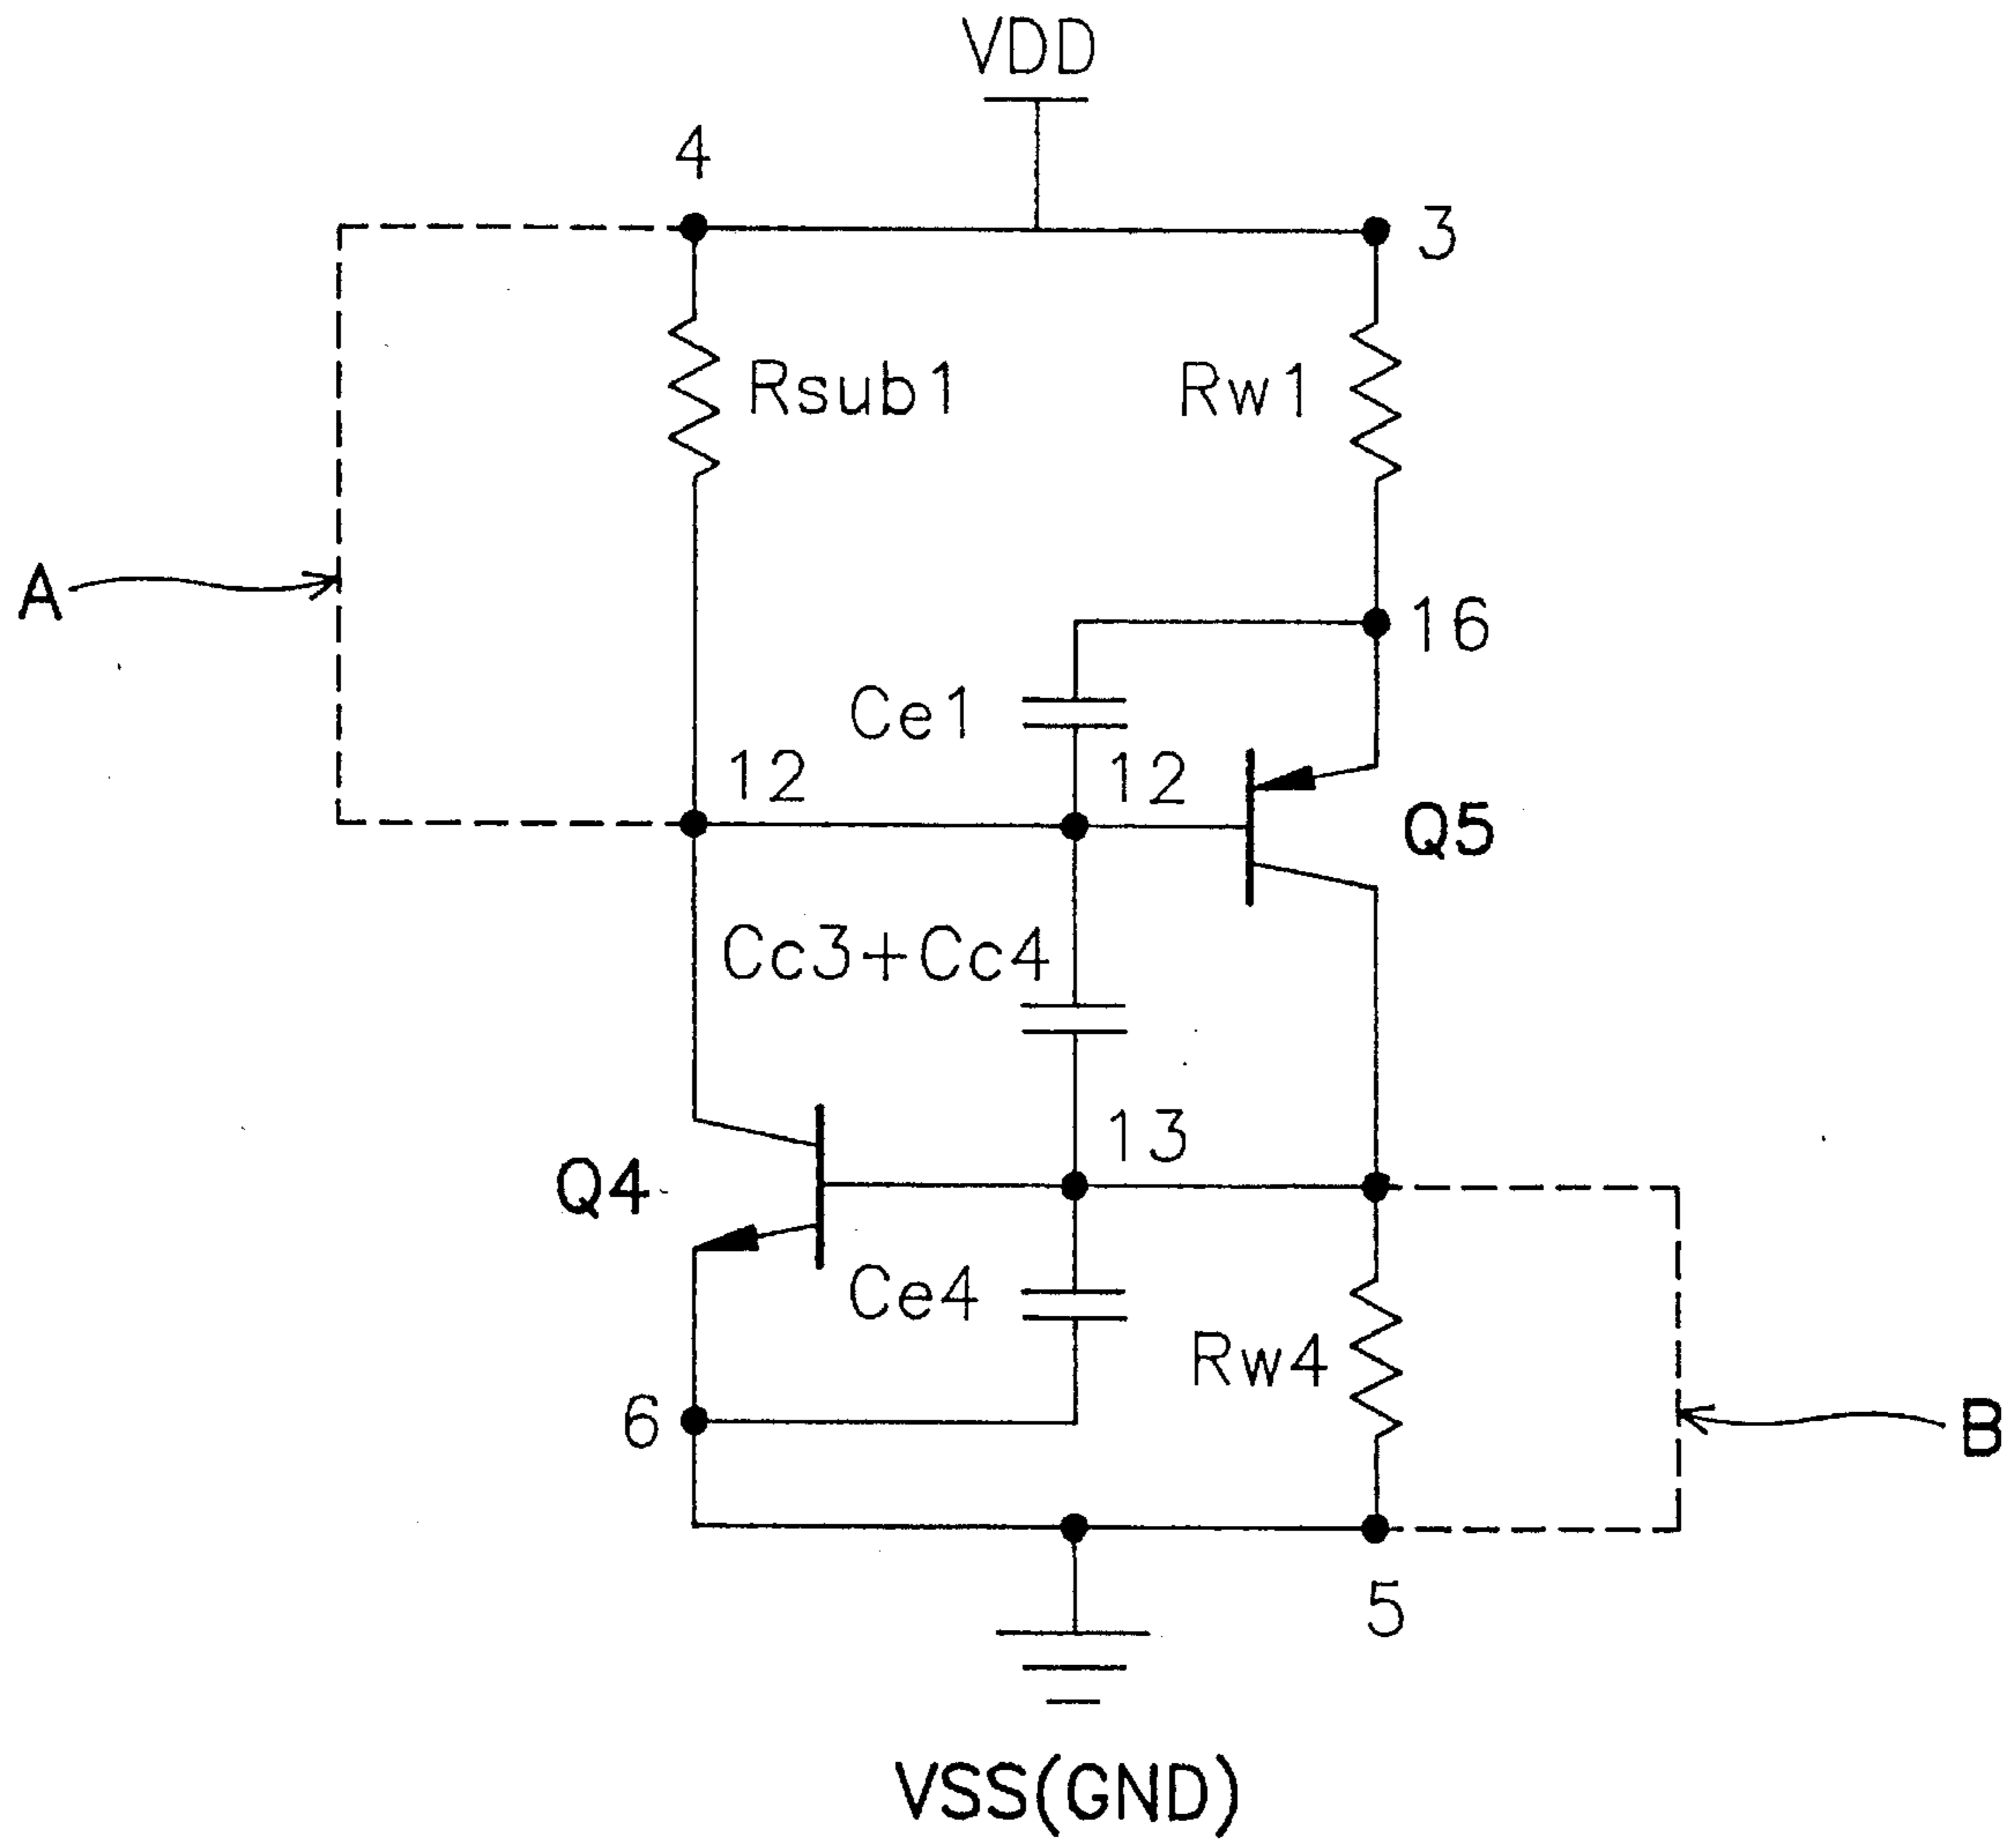 VDD
4
3
Rsub1
Rw1
A
16
Ce1
12
12
Q5
Cc3+Cc4
13
Q4
Ce4
Rw4
6
B
5
VSS(GND)